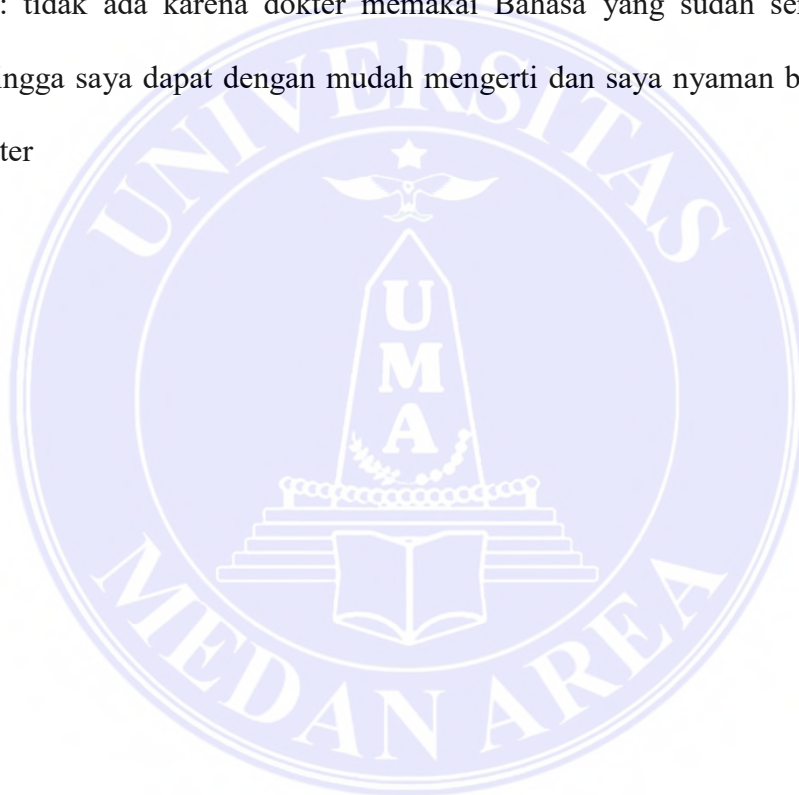 : tidak ada karena dokter memakai Bahasa yang sudah
ingga saya dapat dengan mudah mengerti dan saya nyaman
ter
UNIVERSITAS
U
M
A
MEDAN AREA